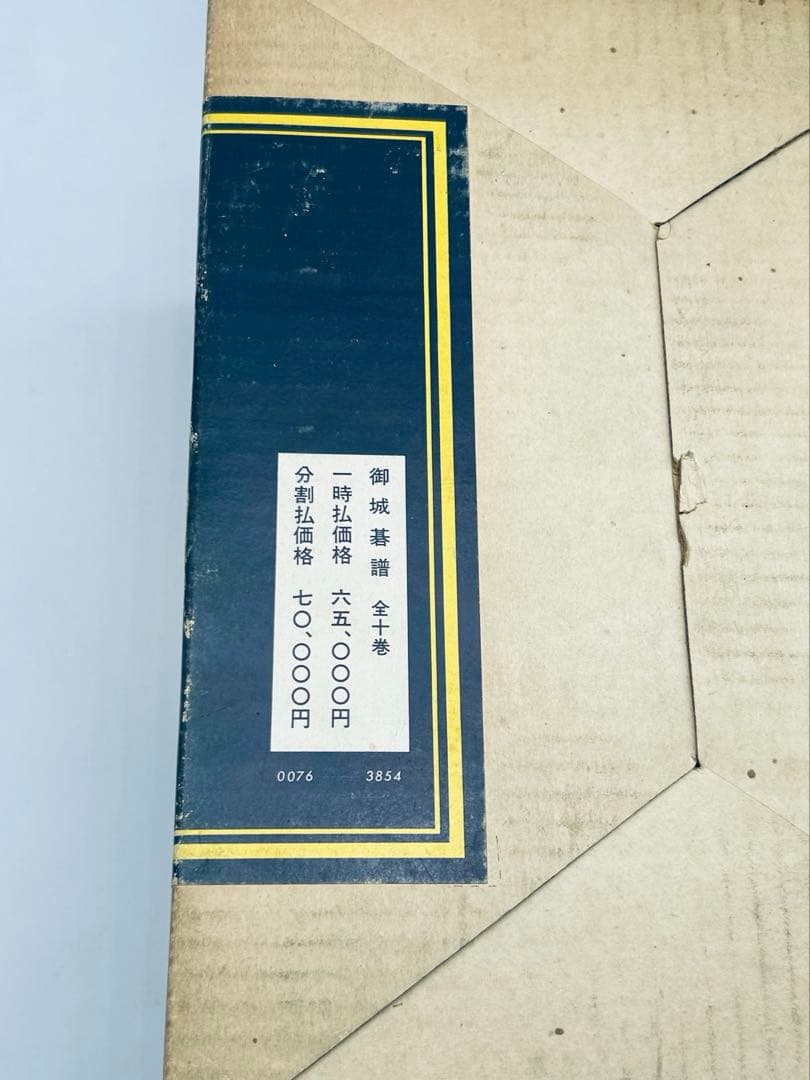 御城碁譜　全十巻
一時払価格　六五、〇〇〇円
分割払価格　七〇、〇〇〇円
0076　3854